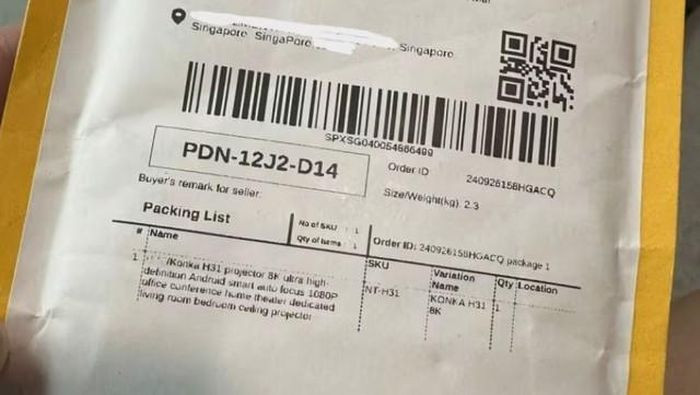 Singapore SingaPore Singapore
SPXSG040054666499
PDN-12J2-D14
Order ID 240926158HGACQ
Buyer's remark for seller:
Size/Weight(kg) 2.3
Packing List
No of SKU : 1
Qty of Items : 1
Order ID: 240926158HGACQ package 1
# Name SKU Variation Name Qty Location
1 /Konka H31 projector 8K ultra high-
definition Android smart auto focus 1080P
office conference home theater dedicated
living room bedroom ceiling projector
NT-H31
KONKA H31
8K
1